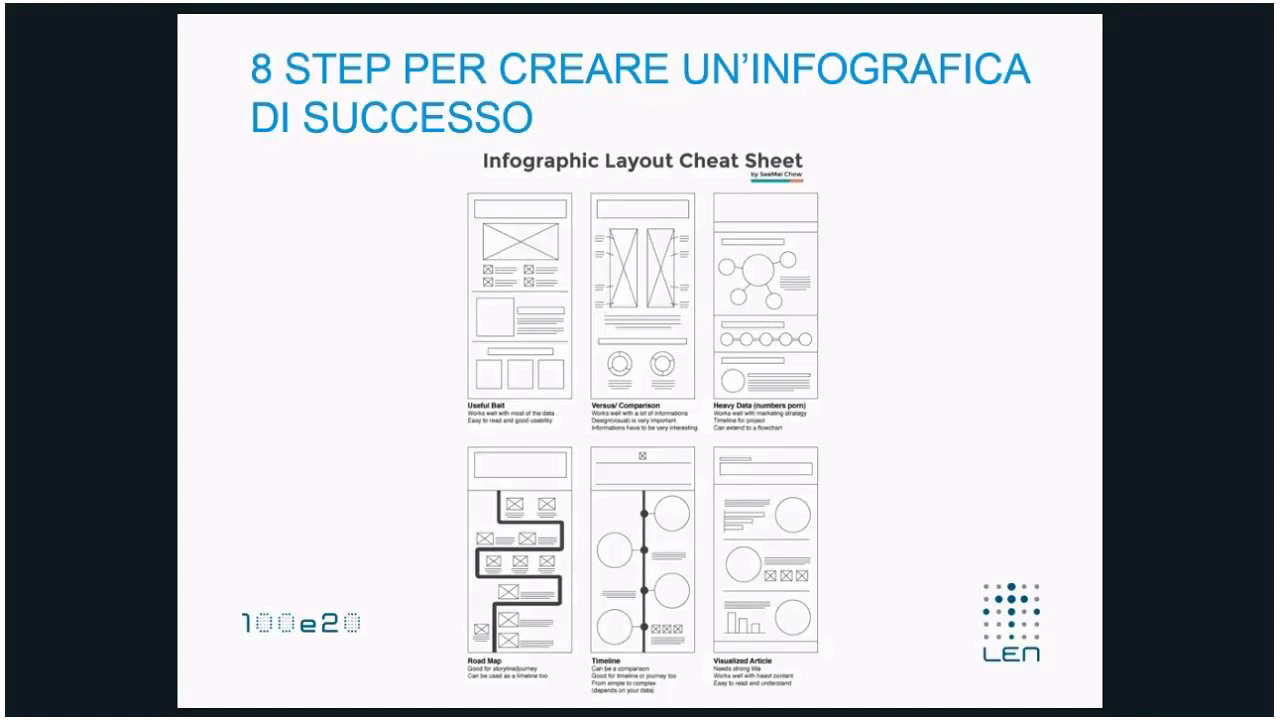 8 STEP PER CREARE UN'INFOGRAFICA
DI SUCCESSO
Infographic Layout Cheat Sheet
by SeeMei Chow
Useful Bait
Works well with most of the data
Easy to read and good usability
Versus/ Comparison
Works well with a lot of informations
Design(visual) is very important
Informations have to be very interesting
Heavy Data (numbers porn)
Works well with marketing strategy
Timeline for project
Can extend to a flowchart
Road Map
Good for storyline/journey
Can be used as a timeline too
Timeline
Can be a comparison
Good for timeline or journey too
From simple to complex
(depends on your data)
Visualized Article
Needs strong title
Works well with heavt content
Easy to read and understand
100e20
LEN